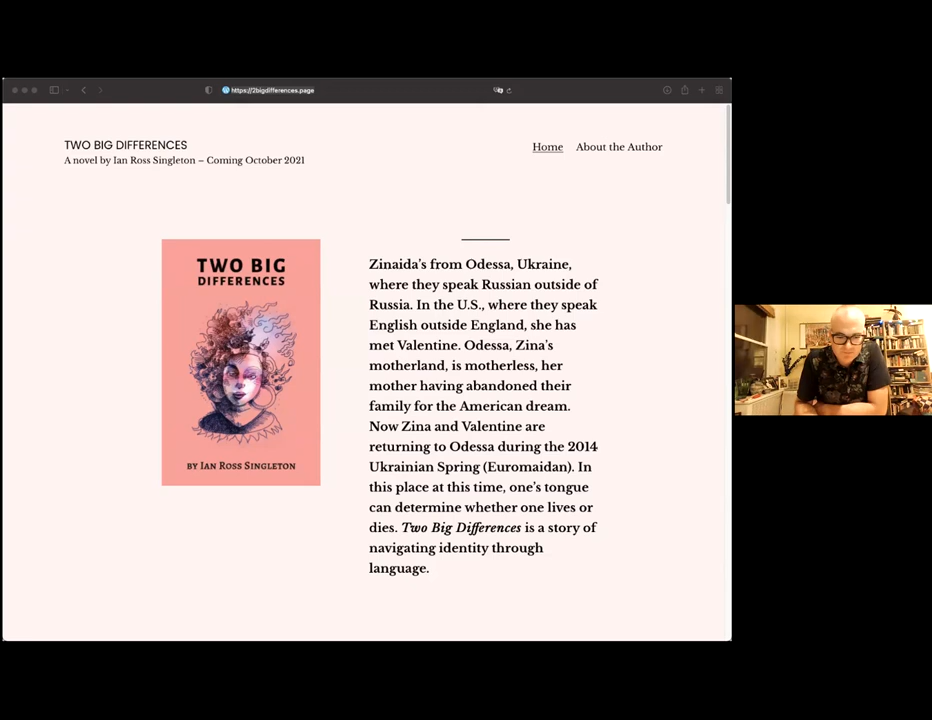 https://2bigdifferences.page
TWO BIG DIFFERENCES
A novel by Ian Ross Singleton – Coming October 2021
Home
About the Author
TWO BIG
DIFFERENCES
BY IAN ROSS SINGLETON
Zinaida’s from Odessa, Ukraine,
where they speak Russian outside of
Russia. In the U.S., where they speak
English outside England, she has
met Valentine. Odessa, Zina’s
motherland, is motherless, her
mother having abandoned their
family for the American dream.
Now Zina and Valentine are
returning to Odessa during the 2014
Ukrainian Spring (Euromaidan). In
this place at this time, one’s tongue
can determine whether one lives or
dies. Two Big Differences is a story of
navigating identity through
language.